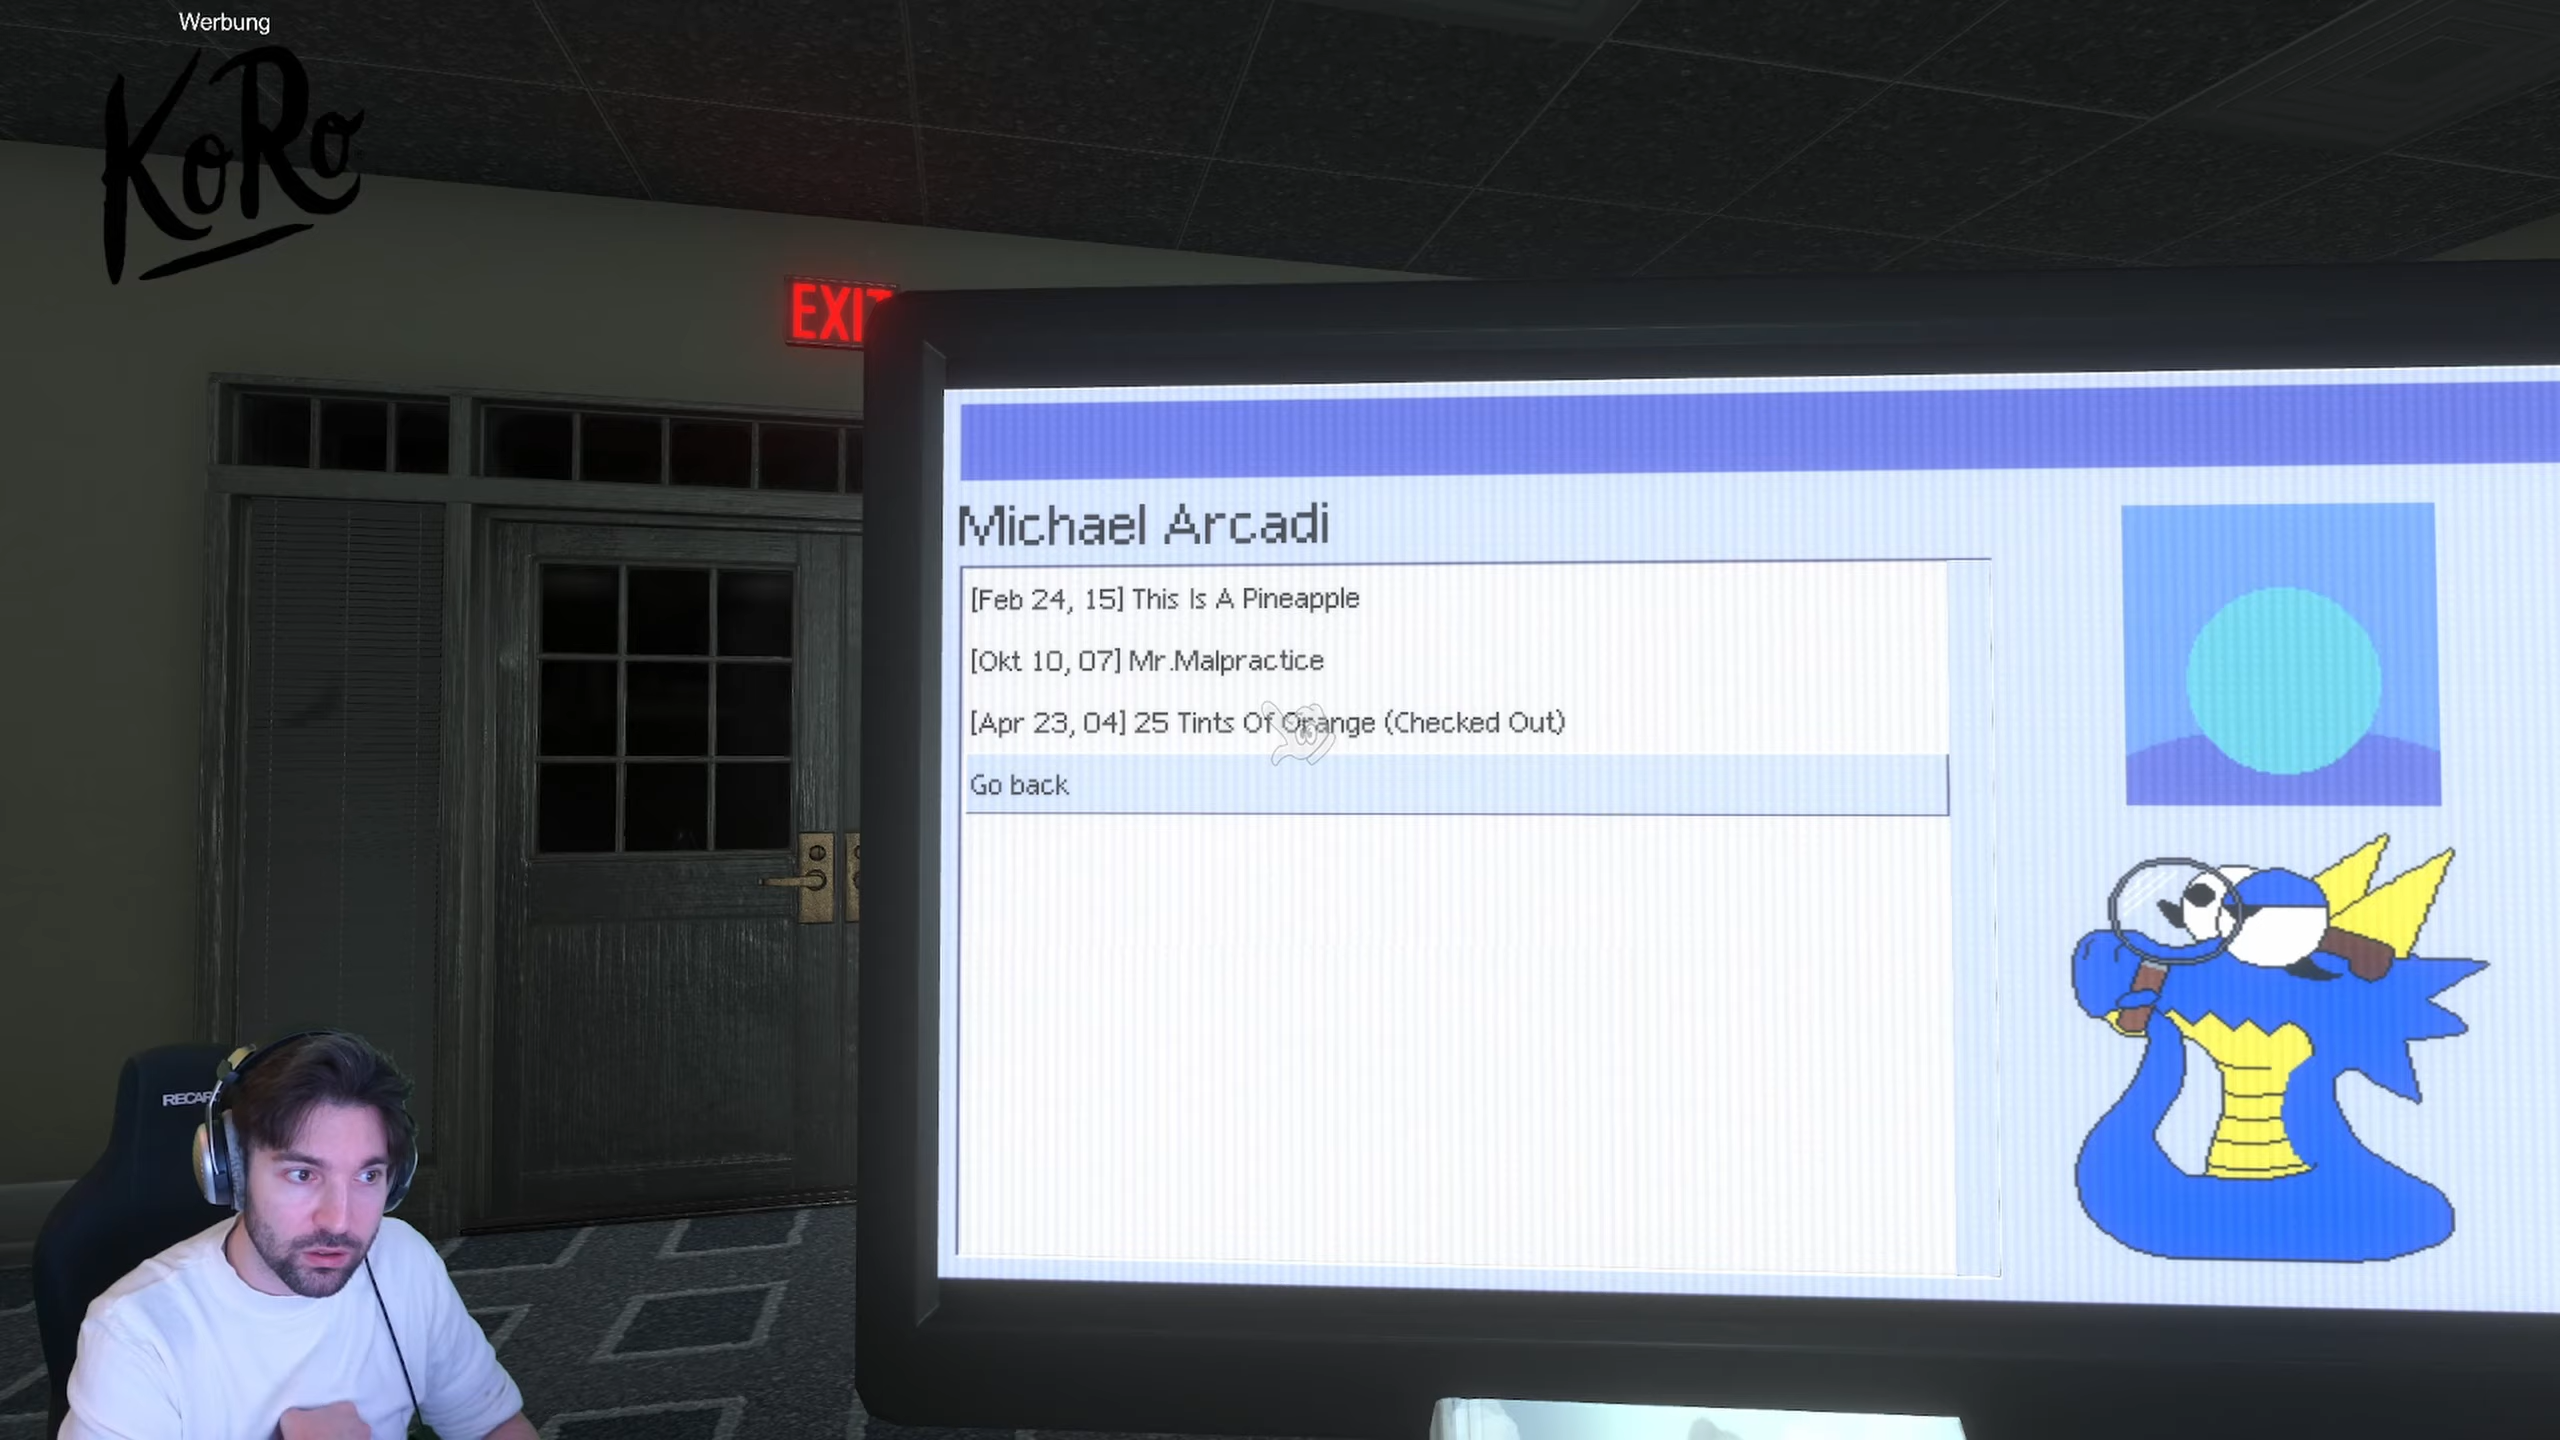 Werbung
KoRo
EXIT
Michael Arcadi
[Feb 24, 15] This Is A Pineapple
[Okt 10, 07] Mr.Malpractice
[Apr 23, 04] 25 Tints Of Orange (Checked Out)
Go back
RECAR